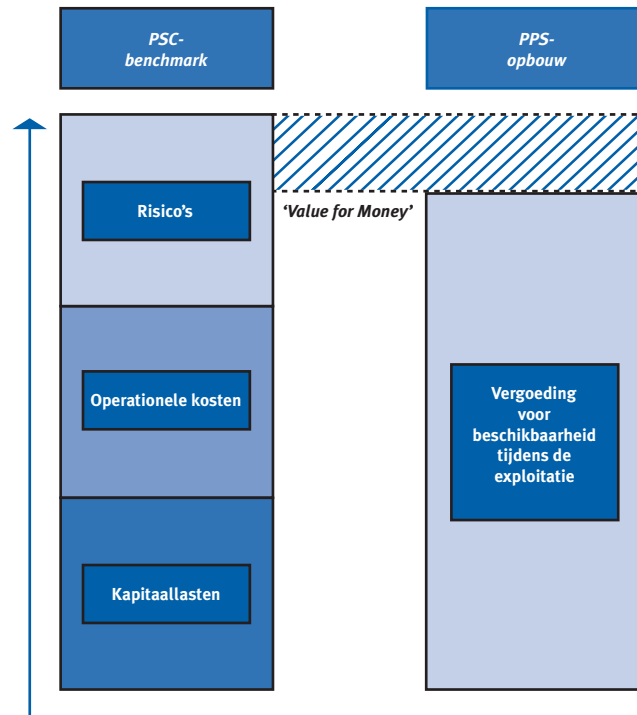 PSC-
benchmark
PPS-
opbouw
Risico’s
‘Value for Money’
Operationele kosten
Vergoeding
voor
beschikbaarheid
tijdens de
exploitatie
Kapitaallasten